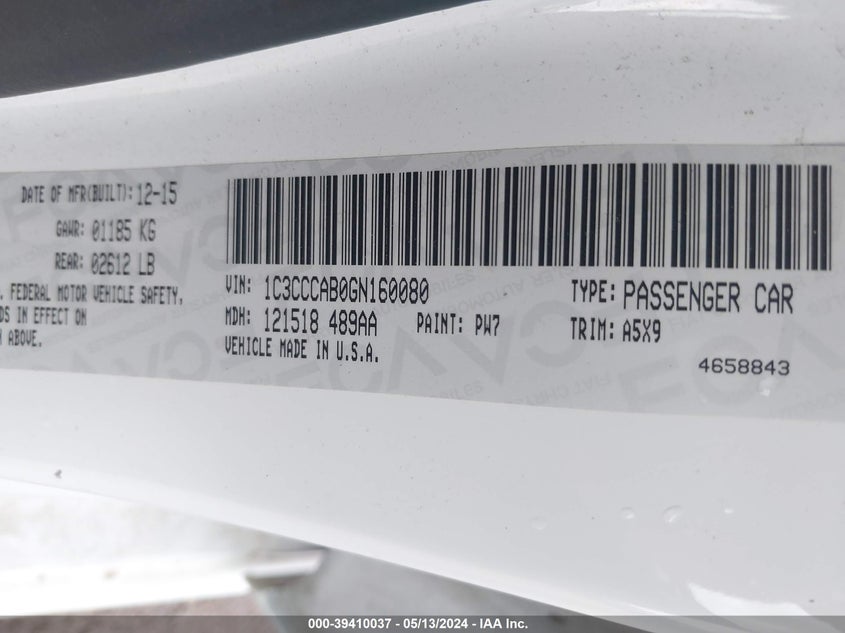 DATE OF MFR(BUILT): 12-15
GAWR: 01185 KG
REAR: 02612 LB
. FEDERAL MOTOR VEHICLE SAFETY,
DS IN EFFECT ON
ABOVE.
VIN: 1C3CCCAB0GN160080
TYPE: PASSENGER CAR
MDH: 121518 489AA
PAINT: PW7
TRIM: A5X9
VEHICLE MADE IN U.S.A.
4658843
000-39410037 - 05/13/2024 - IAA Inc.